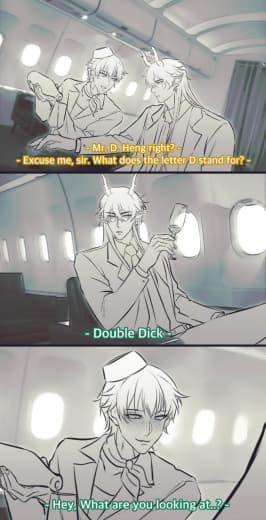 - Mr. D. Heng right? -
- Excuse me, sir. What does the letter D stand for? -
- Double Dick -
- Hey, What are you looking at..? -